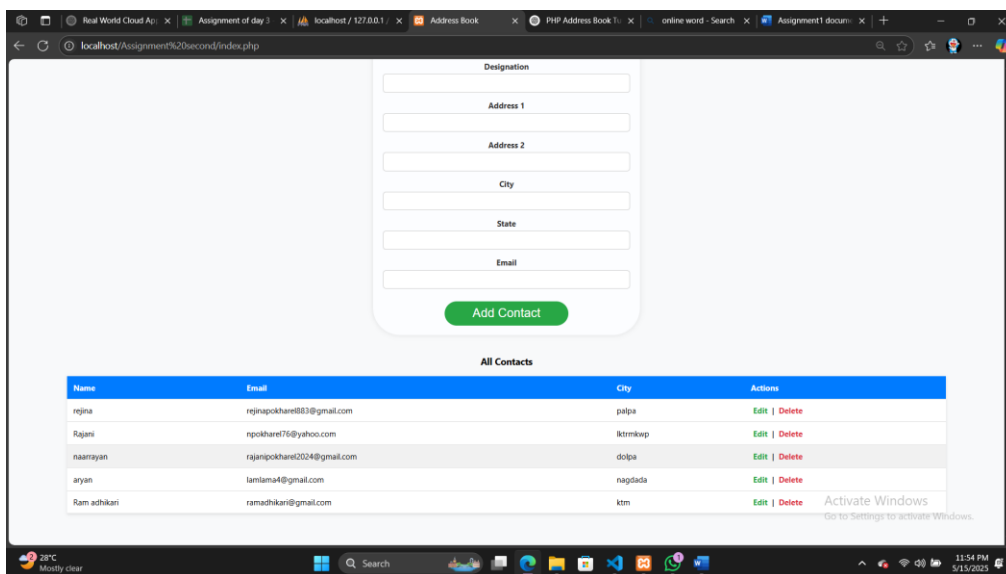 Real World Cloud Ap
Assignment of day 3
localhost / 127.0.0.1 /
Address Book
PHP Address Book Tu
online word - Search
Assignment1 docum
localhost/Assignment%20second/index.php
Designation
Address 1
Address 2
City
State
Email
Add Contact
All Contacts
Name Email City Actions
rejina rejinapokharel883@gmail.com palpa Edit | Delete
Rajani npokharel76@yahoo.com lktrmkwp Edit | Delete
naarrayan rajanipokharel2024@gmail.com dolpa Edit | Delete
aryan lamlama4@gmail.com nagdada Edit | Delete
Ram adhikari ramadhikari@gmail.com ktm Edit | Delete
Activate Windows
Go to Settings to activate Windows.
2
28°C
Mostly clear
Search
11:54 PM
5/15/2025